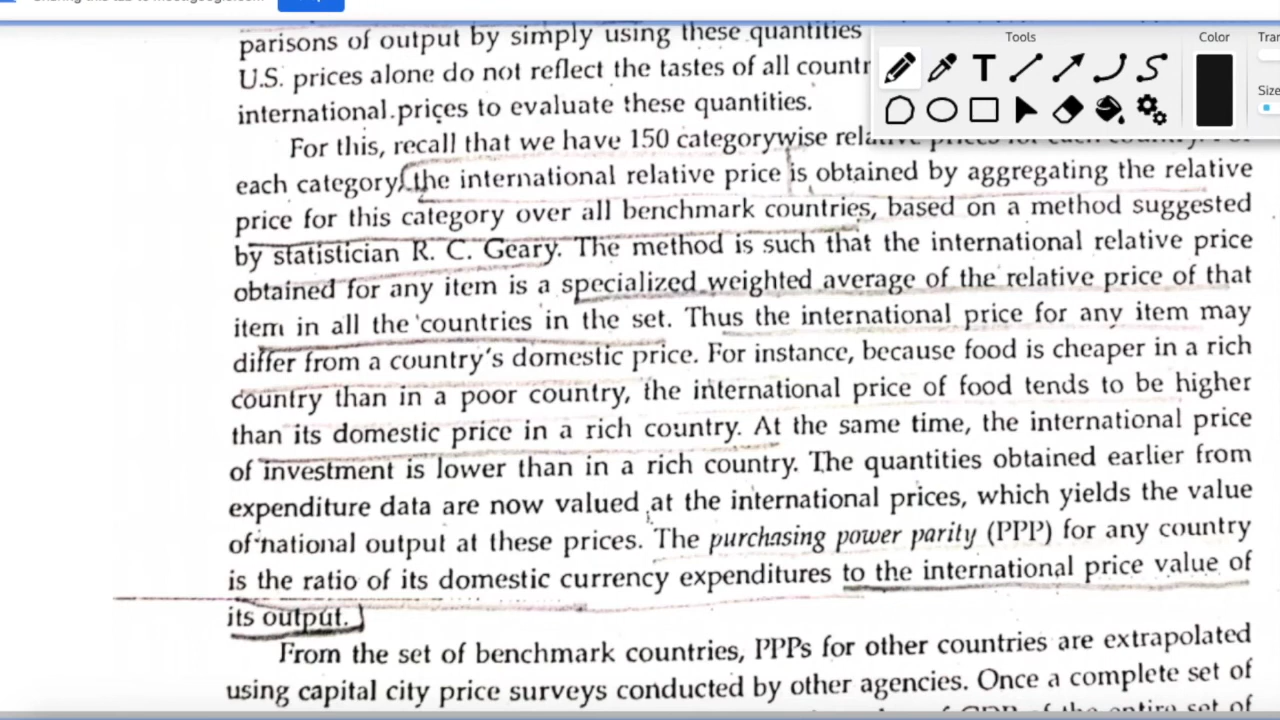 parisons of output by simply using these quantities
U.S. prices alone do not reflect the tastes of all countr
international prices to evaluate these quantities.
For this, recall that we have 150 categorywise
each category, the international relative price is obtained by aggregating the relative
price for this category over all benchmark countries, based on a method suggested
by statistician R. C. Geary. The method is such that the international relative price
obtained for any item is a specialized weighted average of the relative price of that
item in all the countries in the set. Thus the international price for any item may
differ from a country's domestic price. For instance, because food is cheaper in a rich
country than in a poor country, the international price of food tends to be higher
than its domestic price in a rich country. At the same time, the international price
of investment is lower than in a rich country. The quantities obtained earlier from
expenditure data are now valued at the international prices, which yields the value
of national output at these prices. The purchasing power parity (PPP) for any country
is the ratio of its domestic currency expenditures to the international price value of
its output.
From the set of benchmark countries, PPPs for other countries are extrapolated
using capital city price surveys conducted by other agencies. Once a complete set of
Tools
Color
Tran
Size
T